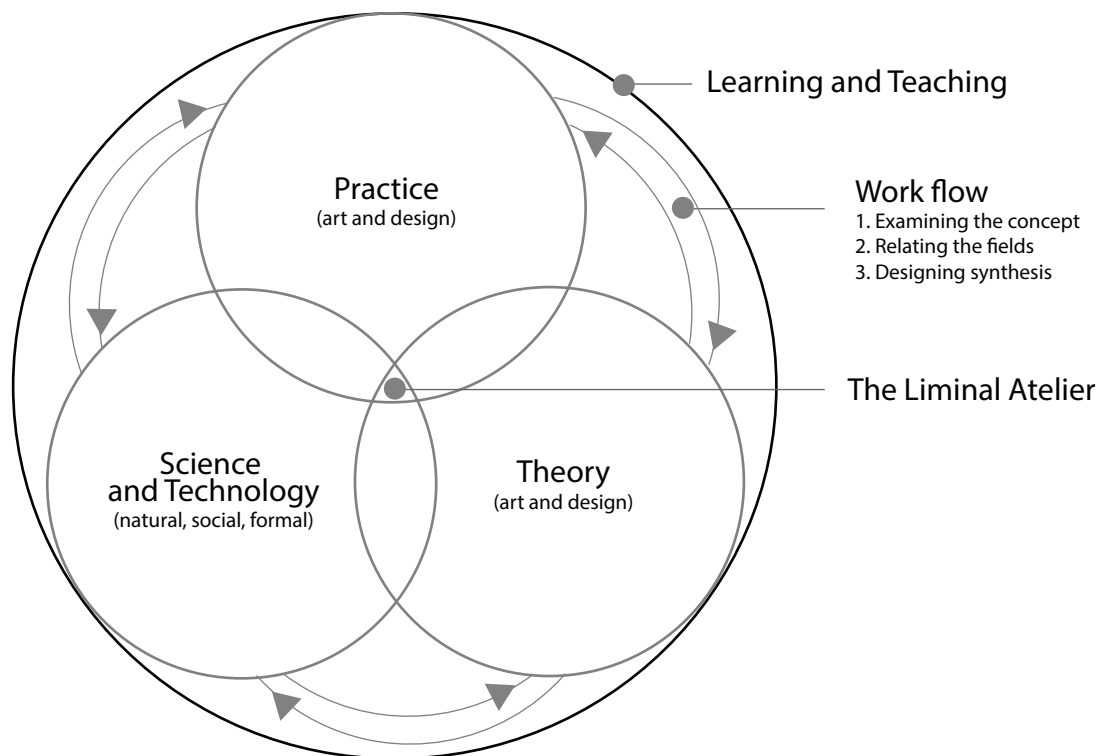 Learning and Teaching
Practice
(art and design)
Work flow
1. Examining the concept
2. Relating the fields
3. Designing synthesis
The Liminal Atelier
Science
and Technology
(natural, social, formal)
Theory
(art and design)